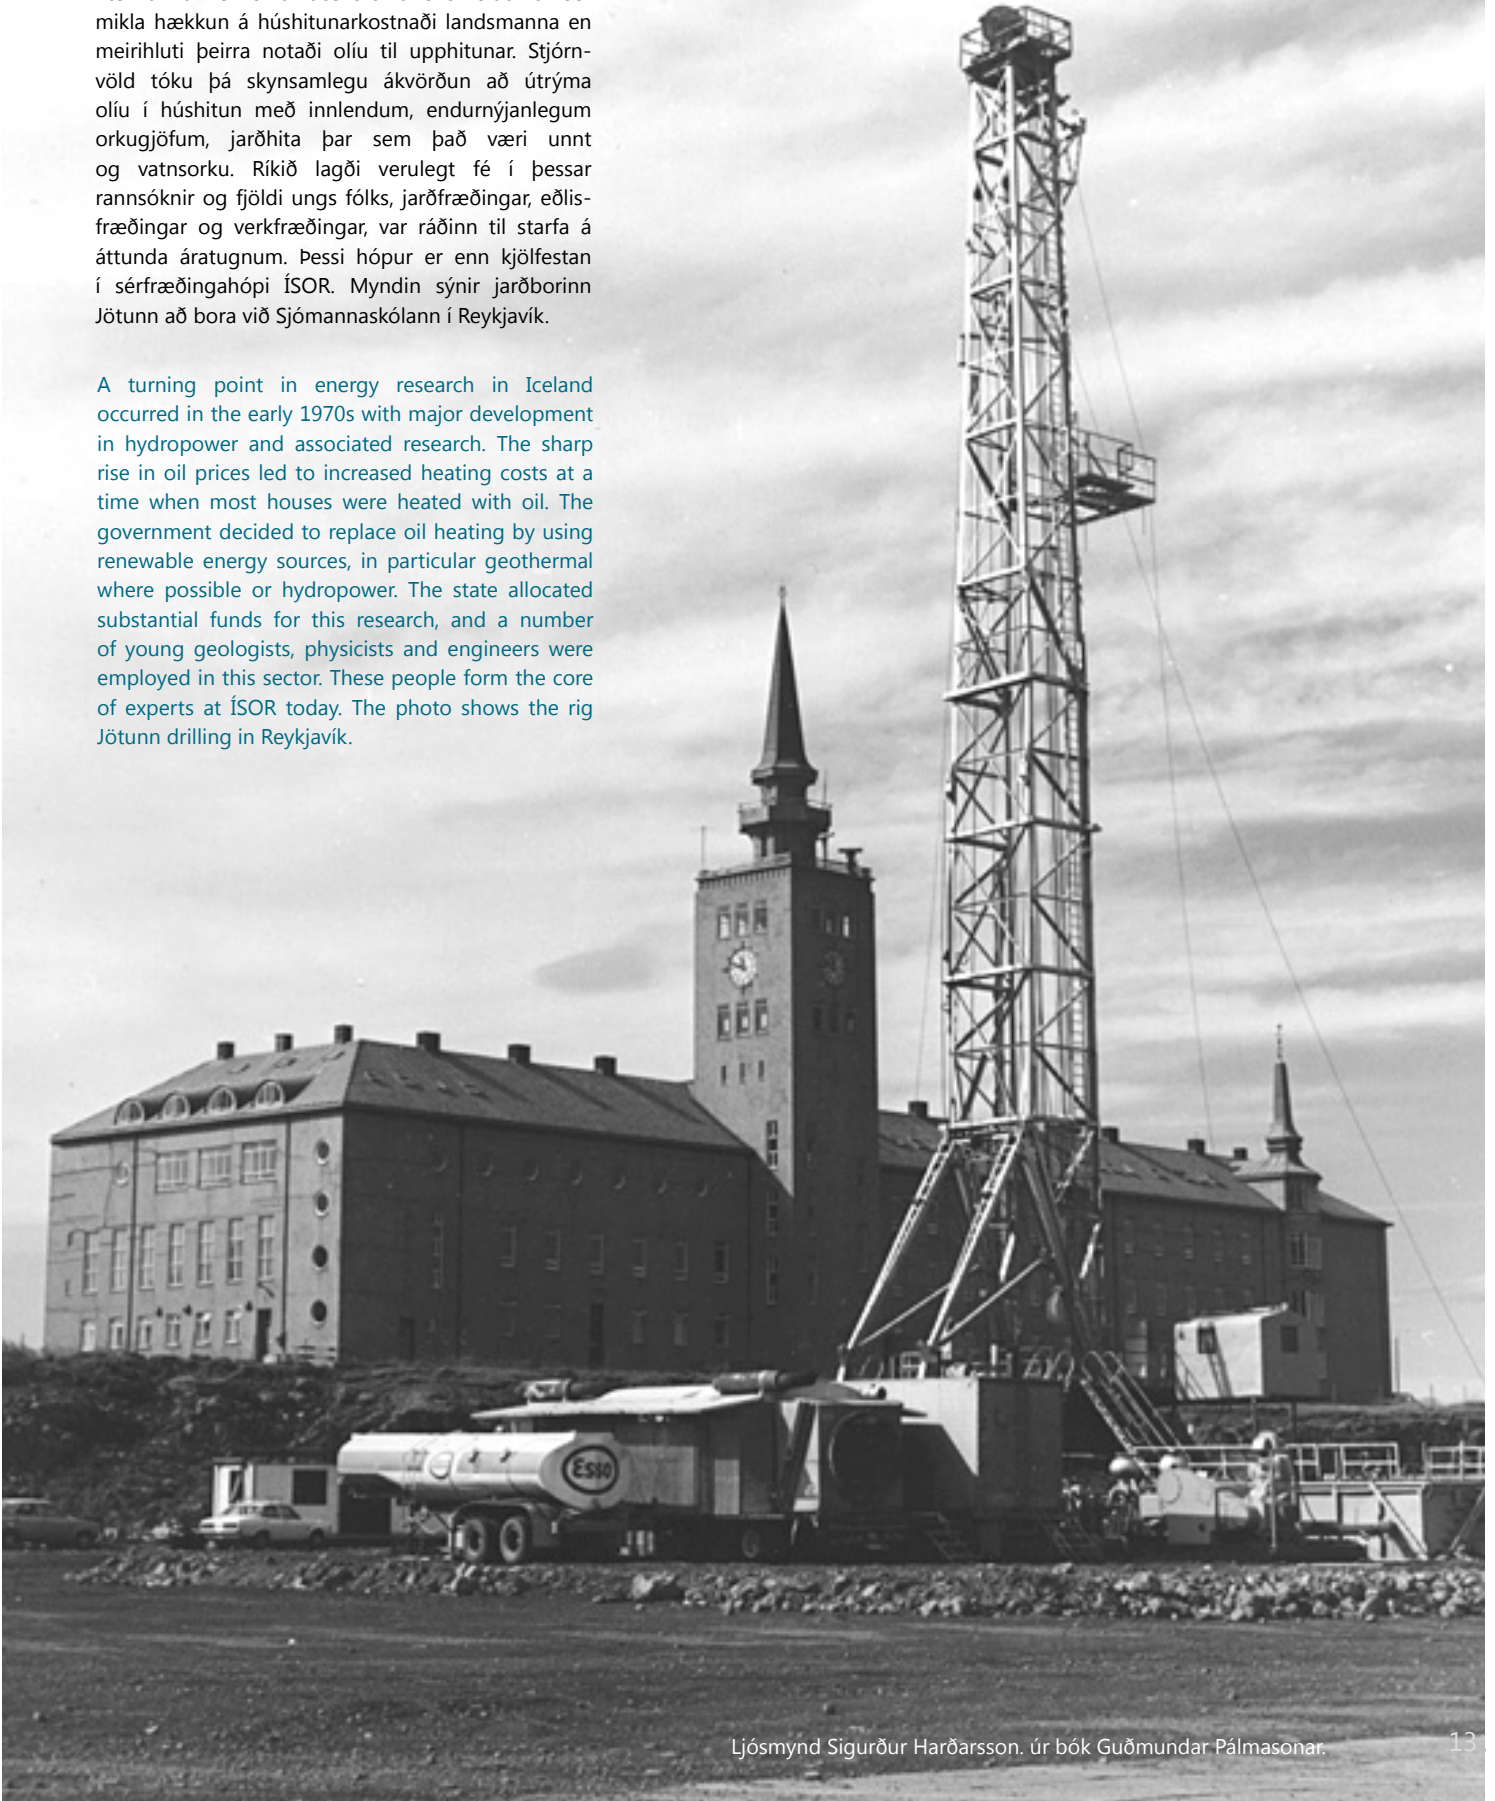 mikla hækkun á húshitunarkostnaði landsmanna en
meirihluti þeirra notaði olíu til upphitunar. Stjórn-
völd tóku þá skynsamlegu ákvörðun að útrýma
olíu í húshitun með innlendum, endurnýjanlegum
orkugjöfum, jarðhita þar sem það væri unnt
og vatnsorku. Ríkið lagði verulegt fé í þessar
rannsóknir og fjöldi ungs fólks, jarðfræðingar, eðlis-
fræðingar og verkfræðingar, var ráðinn til starfa á
áttunda áratugnum. Þessi hópur er enn kjölfestan
í sérfræðingahópi ÍSOR. Myndin sýnir jarðborinn
Jötunn að bora við Sjómannaskólann í Reykjavík.
A turning point in energy research in Iceland
occurred in the early 1970s with major development
in hydropower and associated research. The sharp
rise in oil prices led to increased heating costs at a
time when most houses were heated with oil. The
government decided to replace oil heating by using
renewable energy sources, in particular geothermal
where possible or hydropower. The state allocated
substantial funds for this research, and a number
of young geologists, physicists and engineers were
employed in this sector. These people form the core
of experts at ÍSOR today. The photo shows the rig
Jötunn drilling in Reykjavík.
Esso
Ljósmynd Sigurður Harðarsson. úr bók Guðmundar Pálmasonar.
13